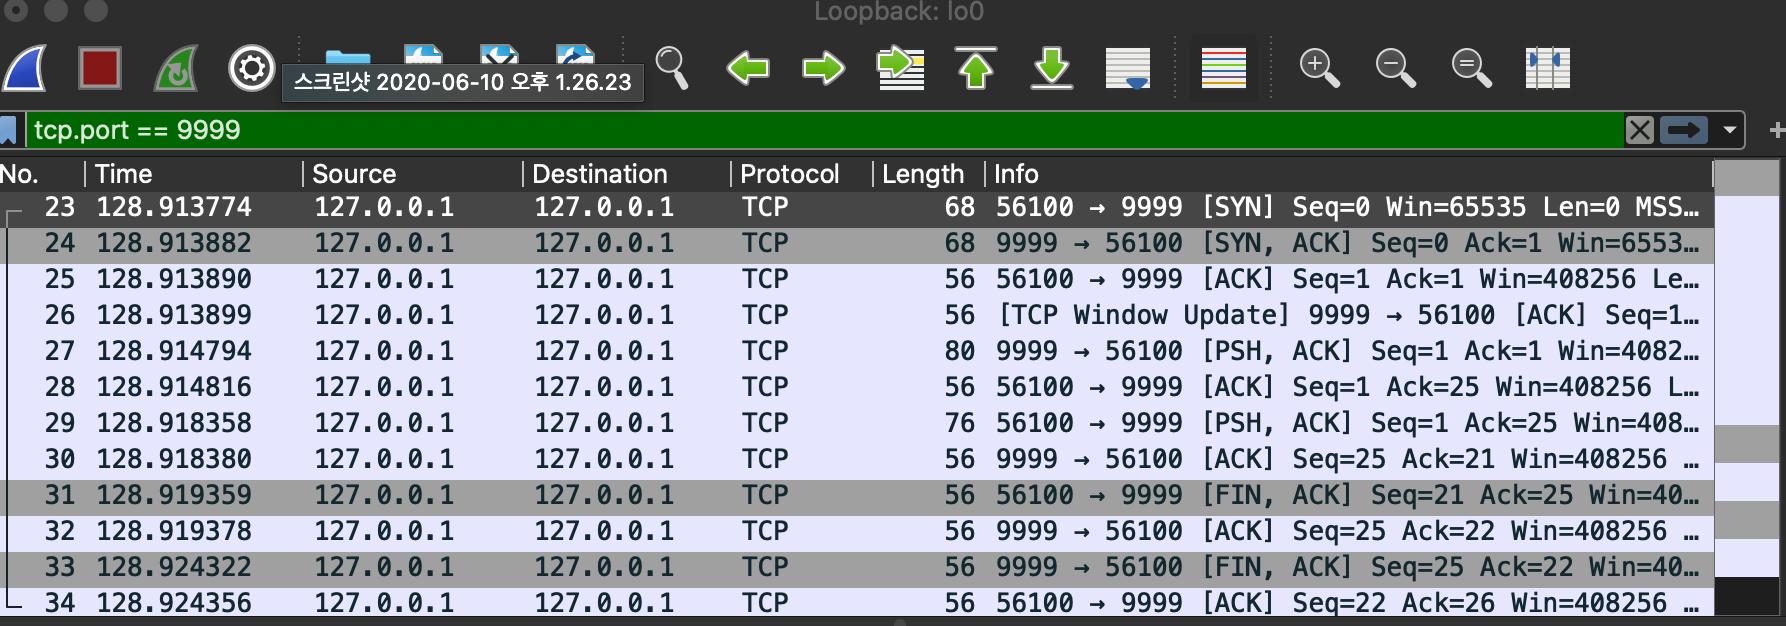 Loopback: lo0
스크린샷 2020-06-10 오후 1.26.23
tcp.port == 9999
No. Time Source Destination Protocol Length Info
23 128.913774 127.0.0.1 127.0.0.1 TCP 68 56100 → 9999 [SYN] Seq=0 Win=65535 Len=0 MSS…
24 128.913882 127.0.0.1 127.0.0.1 TCP 68 9999 → 56100 [SYN, ACK] Seq=0 Ack=1 Win=6553…
25 128.913890 127.0.0.1 127.0.0.1 TCP 56 56100 → 9999 [ACK] Seq=1 Ack=1 Win=408256 Le…
26 128.913899 127.0.0.1 127.0.0.1 TCP 56 [TCP Window Update] 9999 → 56100 [ACK] Seq=1…
27 128.914794 127.0.0.1 127.0.0.1 TCP 80 9999 → 56100 [PSH, ACK] Seq=1 Ack=1 Win=4082…
28 128.914816 127.0.0.1 127.0.0.1 TCP 56 56100 → 9999 [ACK] Seq=1 Ack=25 Win=408256 L…
29 128.918358 127.0.0.1 127.0.0.1 TCP 76 56100 → 9999 [PSH, ACK] Seq=1 Ack=25 Win=408…
30 128.918380 127.0.0.1 127.0.0.1 TCP 56 9999 → 56100 [ACK] Seq=25 Ack=21 Win=408256 …
31 128.919359 127.0.0.1 127.0.0.1 TCP 56 56100 → 9999 [FIN, ACK] Seq=21 Ack=25 Win=40…
32 128.919378 127.0.0.1 127.0.0.1 TCP 56 9999 → 56100 [ACK] Seq=25 Ack=22 Win=408256 …
33 128.924322 127.0.0.1 127.0.0.1 TCP 56 9999 → 56100 [FIN, ACK] Seq=25 Ack=22 Win=40…
34 128.924356 127.0.0.1 127.0.0.1 TCP 56 56100 → 9999 [ACK] Seq=22 Ack=26 Win=408256 …